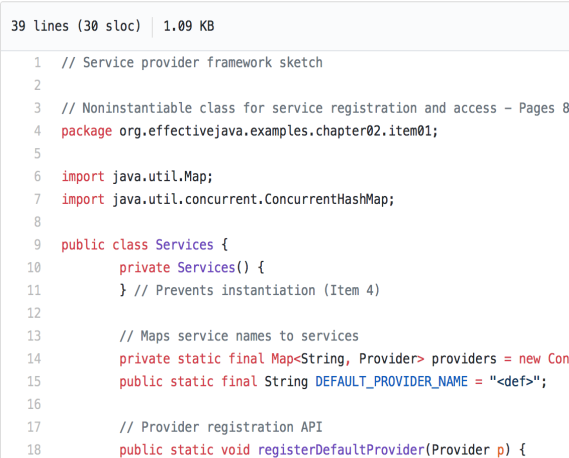 39 lines (30 sloc) 1.09 KB
1 // Service provider framework sketch
2
3 // Noninstantiable class for service registration and access – Pages 8
4 package org.effectivejava.examples.chapter02.item01;
5
6 import java.util.Map;
7 import java.util.concurrent.ConcurrentHashMap;
8
9 public class Services {
10 private Services() {
11 } // Prevents instantiation (Item 4)
12
13 // Maps service names to services
14 private static final Map<String, Provider> providers = new Con
15 public static final String DEFAULT_PROVIDER_NAME = "<def>";
16
17 // Provider registration API
18 public static void registerDefaultProvider(Provider p) {